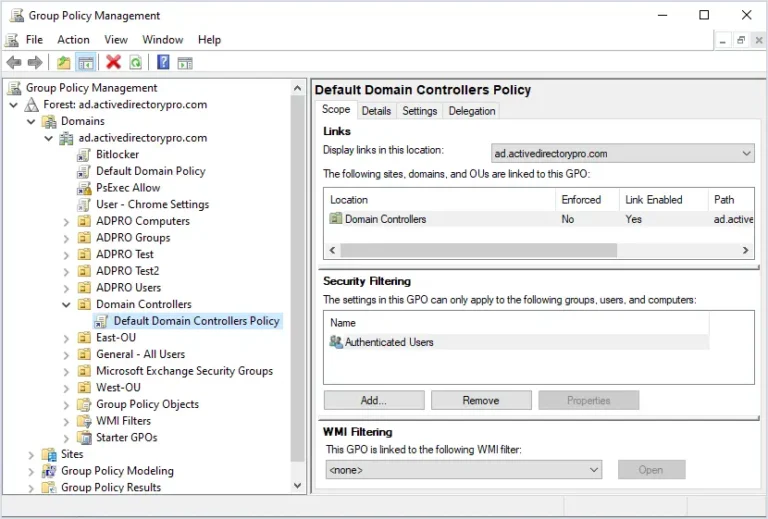 Group Policy Management
File Action View Window Help
Group Policy Management
Forest: ad.activedirectorypro.com
Domains
ad.activedirectorypro.com
Bitlocker
Default Domain Policy
PsExec Allow
User - Chrome Settings
ADPRO Computers
ADPRO Groups
ADPRO Test
ADPRO Test2
ADPRO Users
Domain Controllers
Default Domain Controllers Policy
East-OU
General - All Users
Microsoft Exchange Security Groups
West-OU
Group Policy Objects
WMI Filters
Starter GPOs
Sites
Group Policy Modeling
Group Policy Results
Default Domain Controllers Policy
Scope Details Settings Delegation
Links
Display links in this location: ad.activedirectorypro.com
The following sites, domains, and OUs are linked to this GPO:
Location Enforced Link Enabled Path
Domain Controllers No Yes ad.active
Security Filtering
The settings in this GPO can only apply to the following groups, users, and computers:
Name
Authenticated Users
Add... Remove Properties
WMI Filtering
This GPO is linked to the following WMI filter:
<none> Open